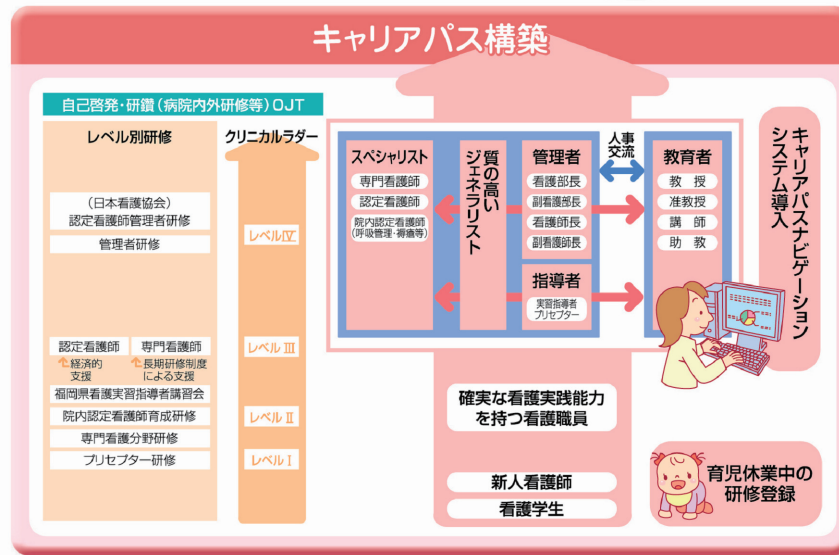 キャリアパス構築
自己啓発・研鑽(病院内外研修等)OJT
レベル別研修
(日本看護協会)
認定看護師管理者研修
管理者研修
認定看護師
専門看護師
経済的
支援
長期研修制度
による支援
福岡県看護実習指導者講習会
院内認定看護師育成研修
専門看護分野研修
プリセプター研修
クリニカルラダー
レベルⅣ
レベルⅢ
レベルⅡ
レベルⅠ
スペシャリスト
専門看護師
認定看護師
院内認定看護師
(呼吸管理・褥瘡等)
質の高い
ジェネラリスト
管理者
看護部長
副看護部長
看護師長
副看護師長
指導者
実習指導者
プリセプター
人事
交流
教育者
教授
准教授
講師
助教
確実な看護実践能力
を持つ看護職員
新人看護師
看護学生
キャリアパスナビゲーション
システム導入
育児休業中の
研修登録